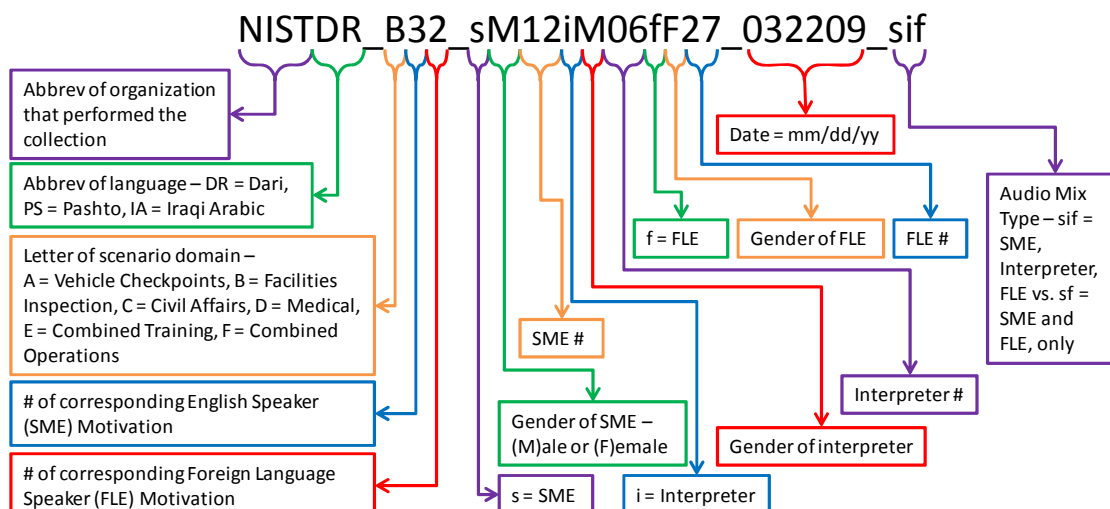 NISTDR_B32_sM12iM06fF27_032209_sif
Abbrev of organization
that performed the
collection
Abbrev of language – DR = Dari,
PS = Pashto, IA = Iraqi Arabic
Letter of scenario domain –
A = Vehicle Checkpoints, B = Facilities
Inspection, C = Civil Affairs, D = Medical,
E = Combined Training, F = Combined
Operations
# of corresponding English Speaker
(SME) Motivation
# of corresponding Foreign Language
Speaker (FLE) Motivation
s = SME
Gender of SME –
(M)ale or (F)emale
SME #
i = Interpreter
Gender of interpreter
Interpreter #
f = FLE
Gender of FLE
FLE #
Date = mm/dd/yy
Audio Mix
Type – sif =
SME,
Interpreter,
FLE vs. sf =
SME and
FLE, only